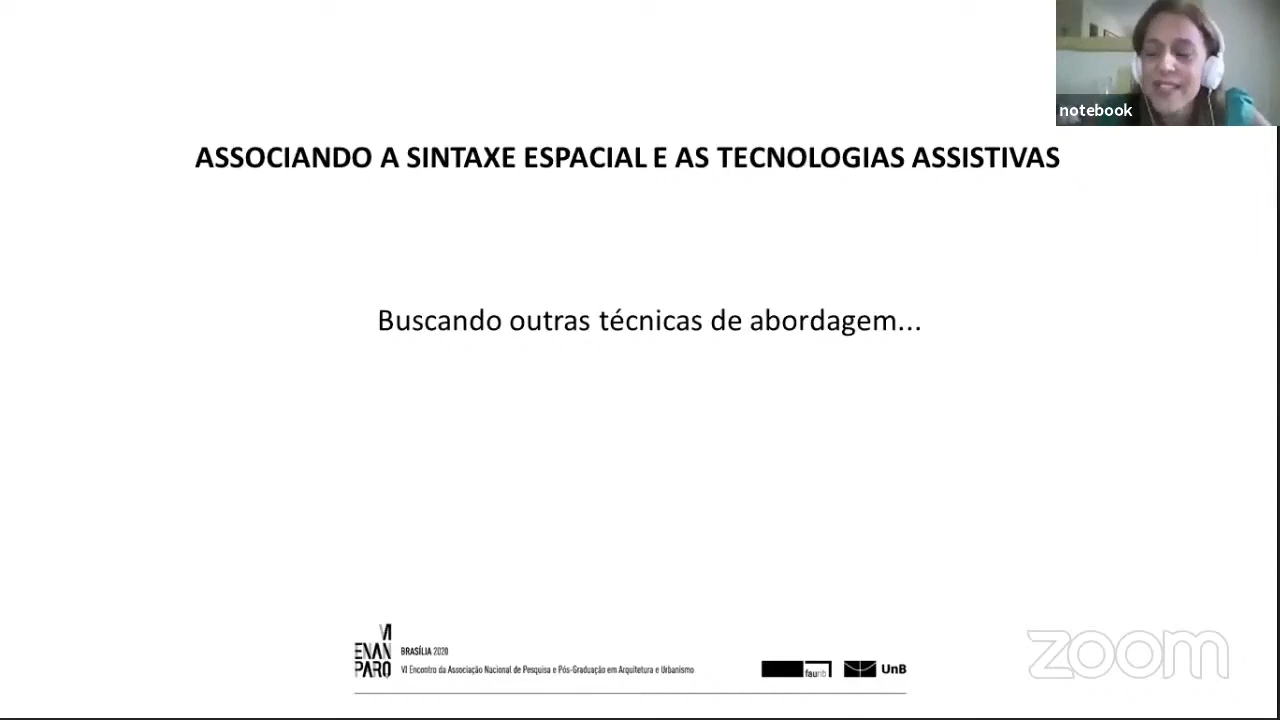 notebook
ASSOCIANDO A SINTAXE ESPACIAL E AS TECNOLOGIAS ASSISTIVAS
Buscando outras técnicas de abordagem...
VI
ENAN
PARQ
BRASÍLIA 2020
VI Encontro da Associação Nacional de Pesquisa e Pós-Graduação em Arquitetura e Urbanismo
faunb
UnB
zoom